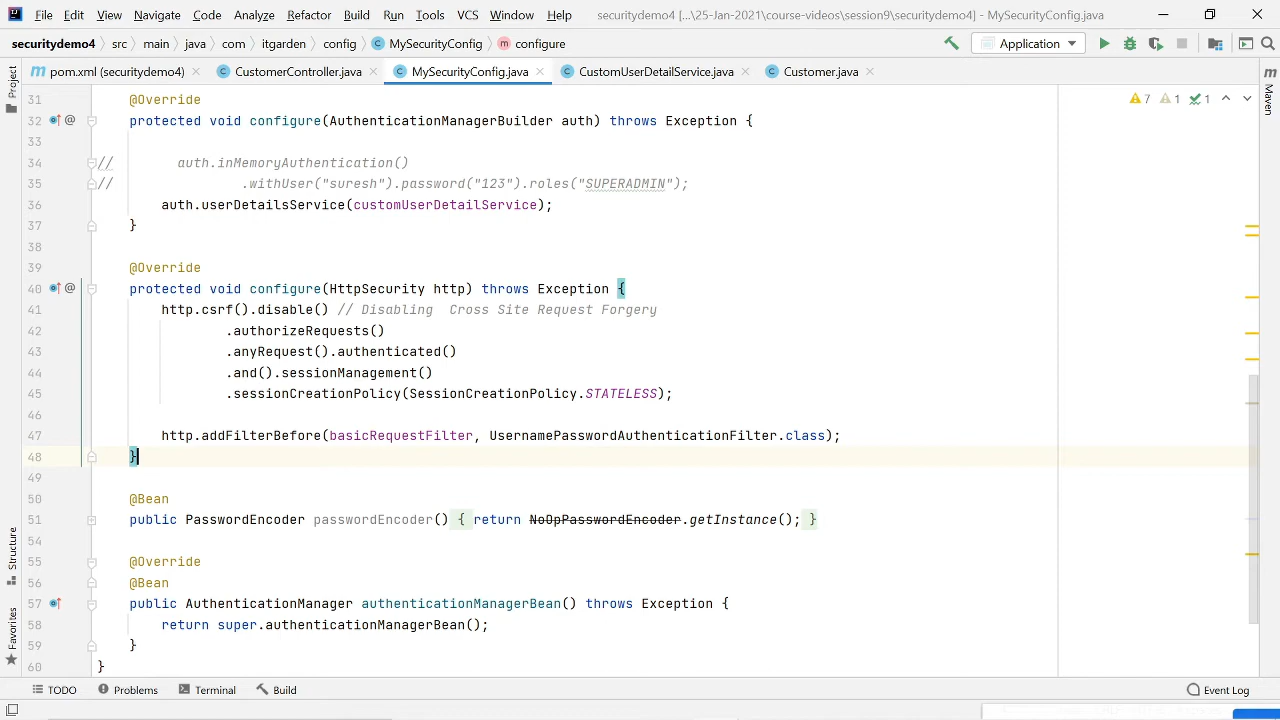 File Edit View Navigate Code Analyze Refactor Build Run Tools VCS Window Help securitydemo4 [...\25-Jan-2021\course-videos\session9\securitydemo4] - MySecurityConfig.java
securitydemo4 src main java com itgarden config MySecurityConfig configure Application
pom.xml (securitydemo4) CustomerController.java MySecurityConfig.java CustomUserDetailService.java Customer.java
Project
Maven
7 1 1
31 @Override
32 @ protected void configure(AuthenticationManagerBuilder auth) throws Exception {
33
34 // auth.inMemoryAuthentication()
35 // .withUser("suresh").password("123").roles("SUPERADMIN");
36 auth.userDetailsService(customUserDetailService);
37 }
38
39 @Override
40 @ protected void configure(HttpSecurity http) throws Exception {
41 http.csrf().disable() // Disabling Cross Site Request Forgery
42 .authorizeRequests()
43 .anyRequest().authenticated()
44 .and().sessionManagement()
45 .sessionCreationPolicy(SessionCreationPolicy.STATELESS);
46
47 http.addFilterBefore(basicRequestFilter, UsernamePasswordAuthenticationFilter.class);
48 }
49
50 @Bean
51 public PasswordEncoder passwordEncoder() { return NoOpPasswordEncoder.getInstance(); }
54
55 @Override
56 @Bean
57 public AuthenticationManager authenticationManagerBean() throws Exception {
58 return super.authenticationManagerBean();
59 }
60 }
Structure
Favorites
TODO Problems Terminal Build Event Log